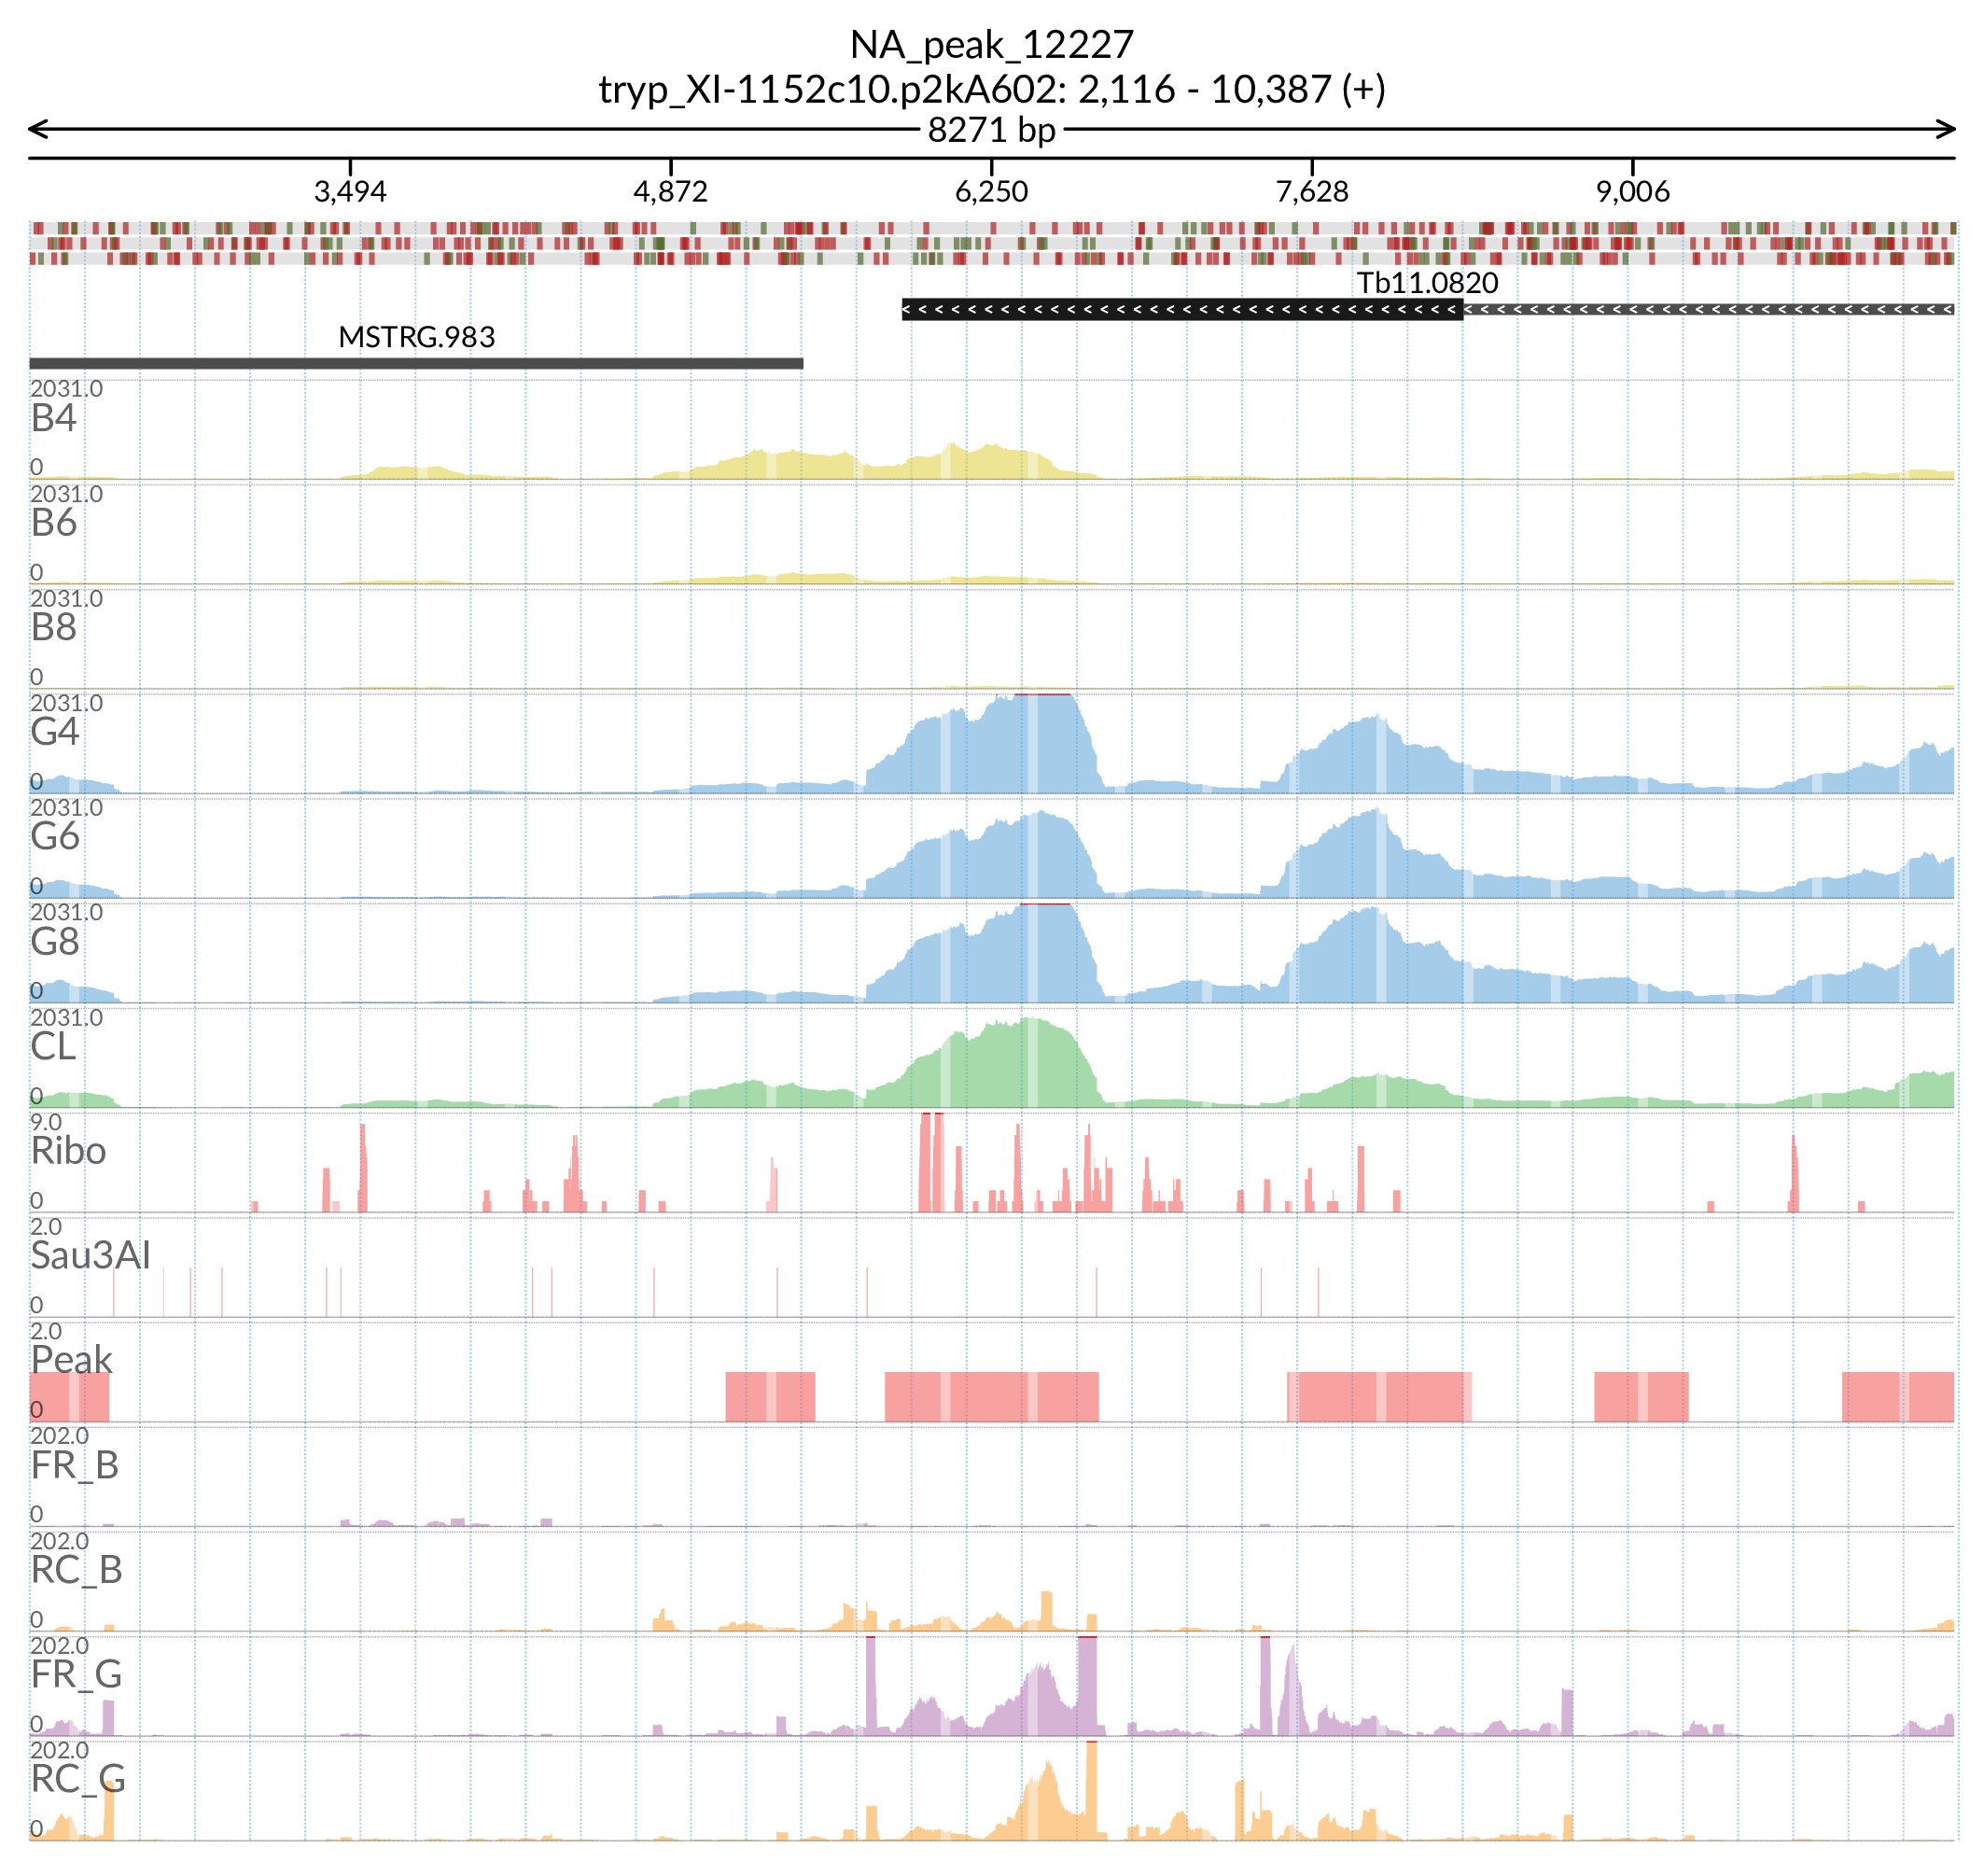 NA_peak_12227
tryp_XI-1152c10.p2kA602: 2,116 - 10,387 (+)
8271 bp
3,494 4,872 6,250 7,628 9,006
Tb11.0820
MSTRG.983
2031.0
B4
0
2031.0
B6
0
2031.0
B8
0
2031.0
G4
0
2031.0
G6
0
2031.0
G8
0
2031.0
CL
0
9.0
Ribo
0
2.0
Sau3AI
0
2.0
Peak
0
202.0
FR_B
0
202.0
RC_B
0
202.0
FR_G
0
202.0
RC_G
0